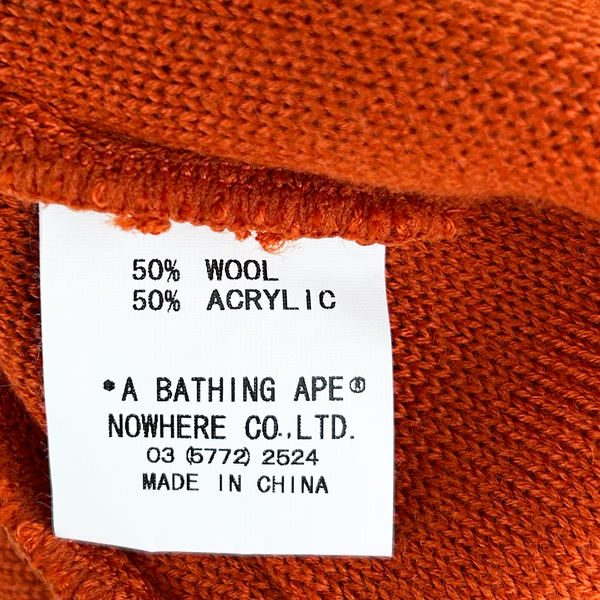 50% WOOL
50% ACRYLIC
*A BATHING APE®
NOWHERE CO.,LTD.
03 (5772) 2524
MADE IN CHINA